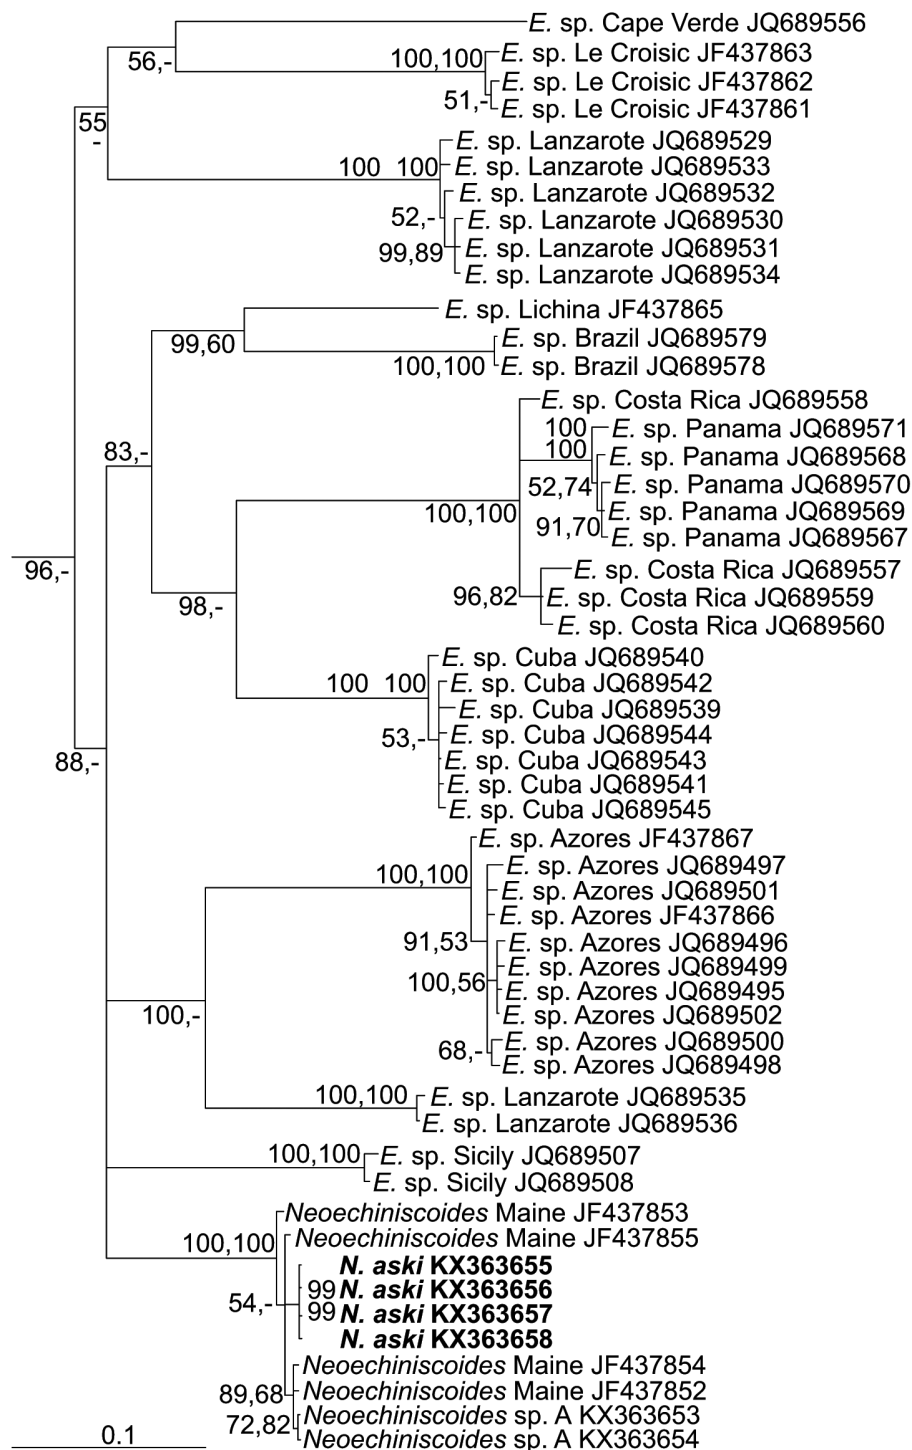 E. sp. Cape Verde JQ689556
56,-
100,100
E. sp. Le Croisic JF437863
E. sp. Le Croisic JF437862
51,-
E. sp. Le Croisic JF437861
55
-
E. sp. Lanzarote JQ689529
100 100
E. sp. Lanzarote JQ689533
E. sp. Lanzarote JQ689532
52,-
E. sp. Lanzarote JQ689530
99,89
E. sp. Lanzarote JQ689531
E. sp. Lanzarote JQ689534
E. sp. Lichina JF437865
99,60
E. sp. Brazil JQ689579
100,100
E. sp. Brazil JQ689578
E. sp. Costa Rica JQ689558
100
100
E. sp. Panama JQ689571
83,-
E. sp. Panama JQ689568
52,74
E. sp. Panama JQ689570
100,100
E. sp. Panama JQ689569
91,70
E. sp. Panama JQ689567
96,-
E. sp. Costa Rica JQ689557
98,-
96,82
E. sp. Costa Rica JQ689559
E. sp. Costa Rica JQ689560
E. sp. Cuba JQ689540
100 100
E. sp. Cuba JQ689542
E. sp. Cuba JQ689539
53,-
E. sp. Cuba JQ689544
88,-
E. sp. Cuba JQ689543
E. sp. Cuba JQ689541
E. sp. Cuba JQ689545
E. sp. Azores JF437867
100,100
E. sp. Azores JQ689497
E. sp. Azores JQ689501
E. sp. Azores JF437866
91,53
E. sp. Azores JQ689496
E. sp. Azores JQ689499
100,56
E. sp. Azores JQ689495
100,-
E. sp. Azores JQ689502
E. sp. Azores JQ689500
68,-
E. sp. Azores JQ689498
100,100
E. sp. Lanzarote JQ689535
E. sp. Lanzarote JQ689536
100,100
E. sp. Sicily JQ689507
E. sp. Sicily JQ689508
Neoechiniscoides Maine JF437853
100,100
Neoechiniscoides Maine JF437855
N. aski KX363655
99
N. aski KX363656
54,-
99
N. aski KX363657
N. aski KX363658
Neoechiniscoides Maine JF437854
89,68
Neoechiniscoides Maine JF437852
72,82
Neoechiniscoides sp. A KX363653
0.1
Neoechiniscoides sp. A KX363654